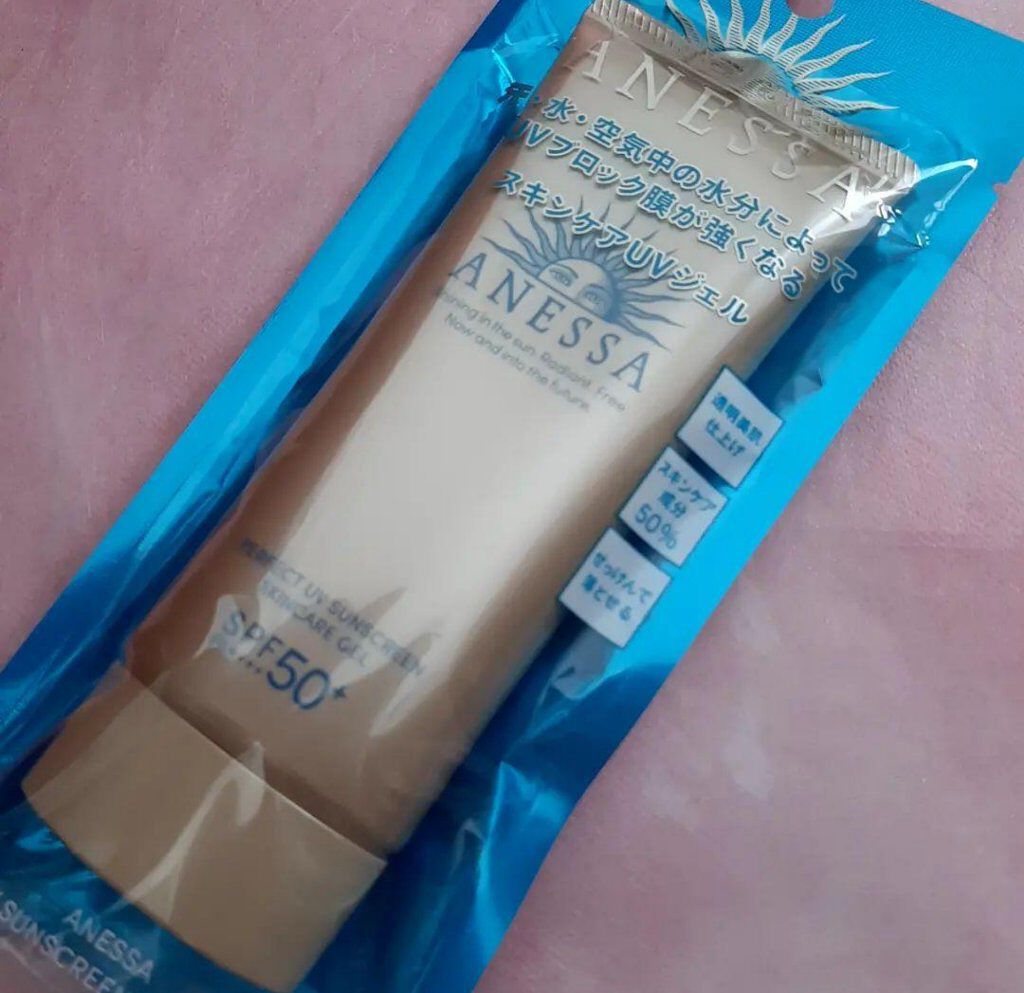 ANESSA
汗・水・空気中の水分によって
UVブロック膜が強くなる
スキンケアUVジェル
ANESSA
Shining in the sun. Radiant. Free
Now and into the future.
透明美肌
仕上げ
スキンケア
成分
50%
せっけんで
落とせる
PERFECT UV SUNSCREEN
SKINCARE GEL
SPF50+
ANESSA
SUNSCREEN